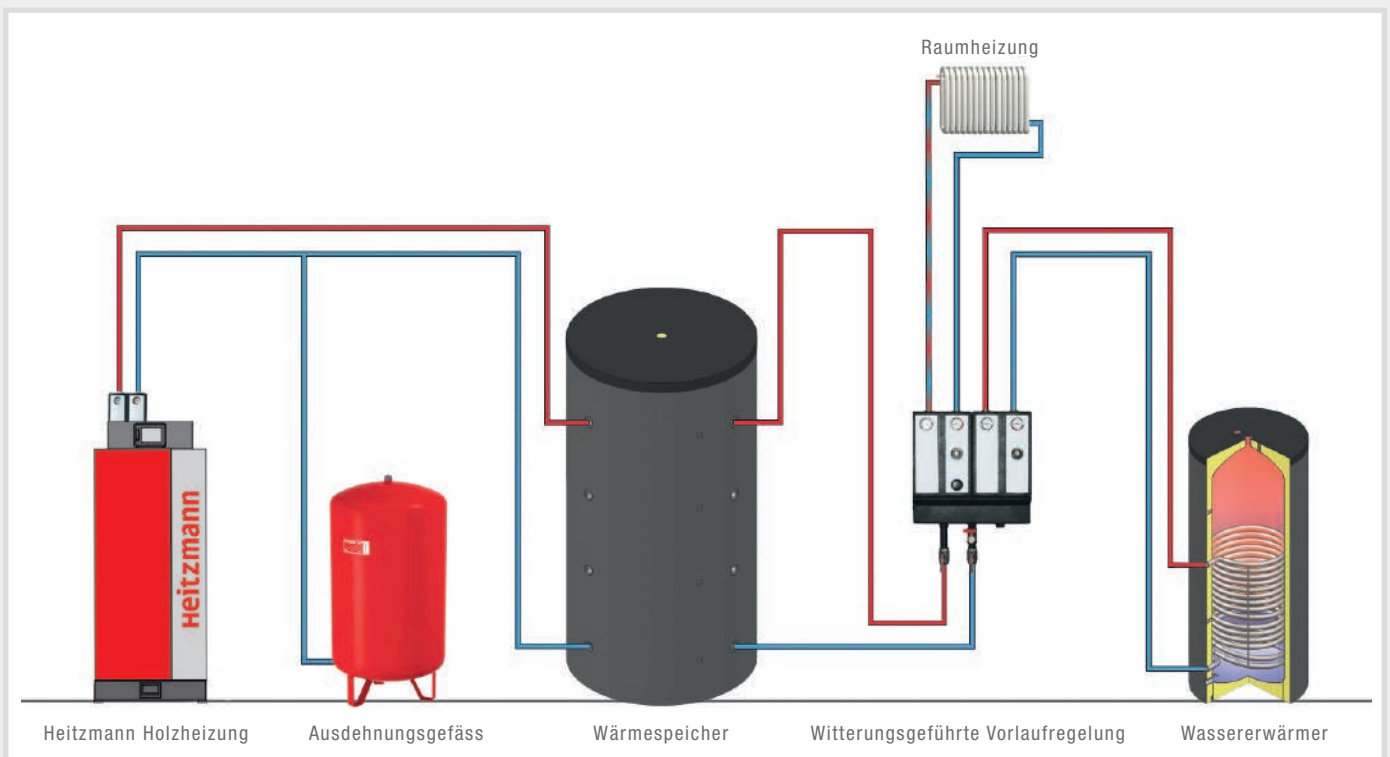 Raumheizung
Heitzmann
Heitzmann Holzheizung
Ausdehnungsgefäss
Wärmespeicher
Witterungsgeführte Vorlaufregelung
Wassererwärmer